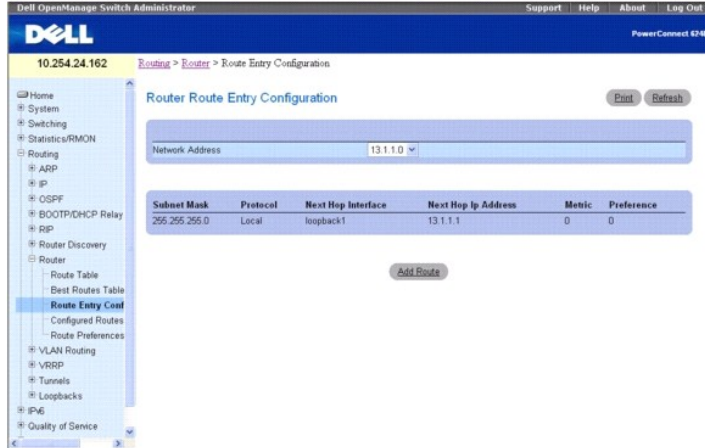 Dell OpenManage Switch Administrator
Support Help About Log Out
DELL
PowerConnect 6248
10.254.24.162
Routing > Router > Route Entry Configuration
Home
System
Switching
Statistics/RMON
Routing
ARP
IP
OSPF
BOOTP/DHCP Relay
RIP
Router Discovery
Router
Route Table
Best Routes Table
Route Entry Conf
Configured Routes
Route Preferences
VLAN Routing
VRRP
Tunnels
Loopbacks
IPv6
Quality of Service
Router Route Entry Configuration
Print Refresh
Network Address 13.1.1.0
Subnet Mask Protocol Next Hop Interface Next Hop Ip Address Metric Preference
255.255.255.0 Local loopback1 13.1.1.1 0 0
Add Route